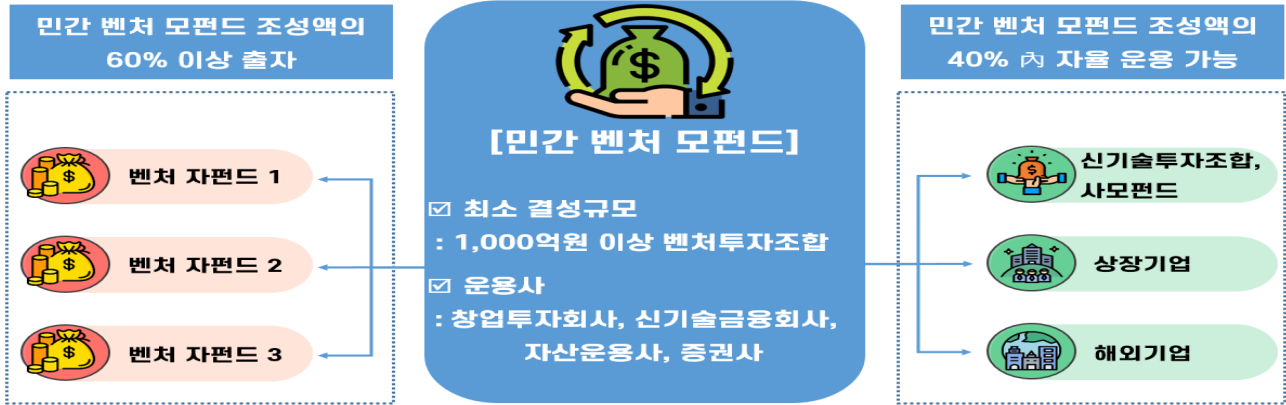 민간 벤처 모펀드 조성액의
60% 이상 출자
벤처 자펀드 1
벤처 자펀드 2
벤처 자펀드 3
[민간 벤처 모펀드]
☑ 최소 결성규모
: 1,000억원 이상 벤처투자조합
☑ 운용사
: 창업투자회사, 신기술금융회사,
자산운용사, 증권사
민간 벤처 모펀드 조성액의
40% 內 자율 운용 가능
신기술투자조합,
사모펀드
상장기업
해외기업